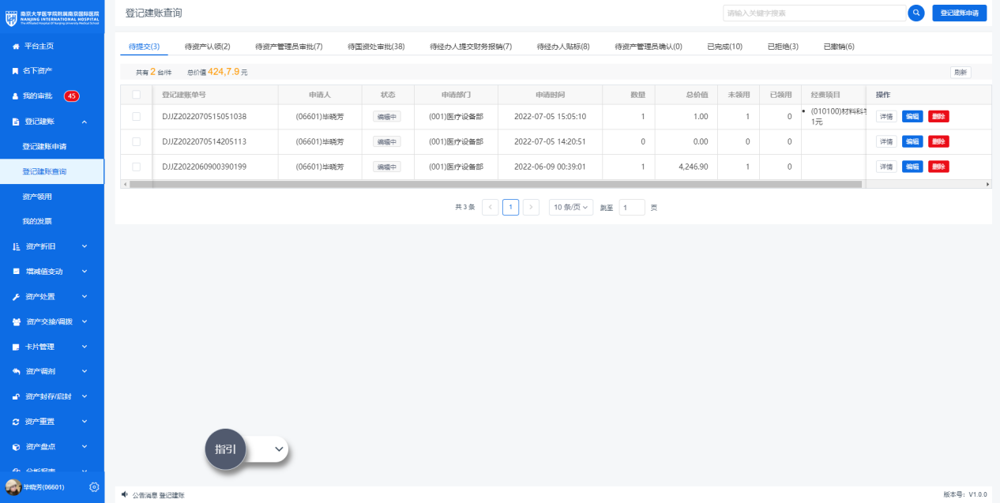 南京大学医学院附属南京国际医院
NANJING INTERNATIONAL HOSPITAL
The Affiliated Hospital Of Nanjing University Medical School
平台主页
名下资产
我的审批 45
登记建账
登记建账申请
登记建账查询
资产领用
我的发票
资产折旧
增减值变动
资产处置
资产交接/调拨
卡片管理
资产调剂
资产封存/启封
资产重置
资产盘点
分析报表
毕晓芳(06601)
登记建账查询
请输入关键字搜素
登记建账申请
待提交(3) 待资产认领(2) 待资产管理员审批(7) 待国资处审批(38) 待经办人提交财务报销(7) 待经办人贴标(8) 待资产管理员确认(0) 已完成(10) 已拒绝(3) 已撤销(6)
共有 2 台/件 总价值 424,7.9 元 刷新
登记建账单号 申请人 状态 申请部门 申请时间 数量 总价值 未领用 已领用 经费项目 操作
DJJZ2022070515051038 (06601)毕晓芳 编辑中 (001)医疗设备部 2022-07-05 15:05:10 1 1.00 1 0 • (010100)材料科学 详情 编辑 删除
1元
DJJZ2022070514205113 (06601)毕晓芳 编辑中 (001)医疗设备部 2022-07-05 14:20:51 0 0.00 0 0 详情 编辑 删除
DJJZ2022060900390199 (06601)毕晓芳 编辑中 (001)医疗设备部 2022-06-09 00:39:01 1 4,246.90 1 0 详情 编辑 删除
共 3 条 < 1 > 10 条/页 跳至 1 页
指引
公告消息 登记建账
版本号: V1.0.0